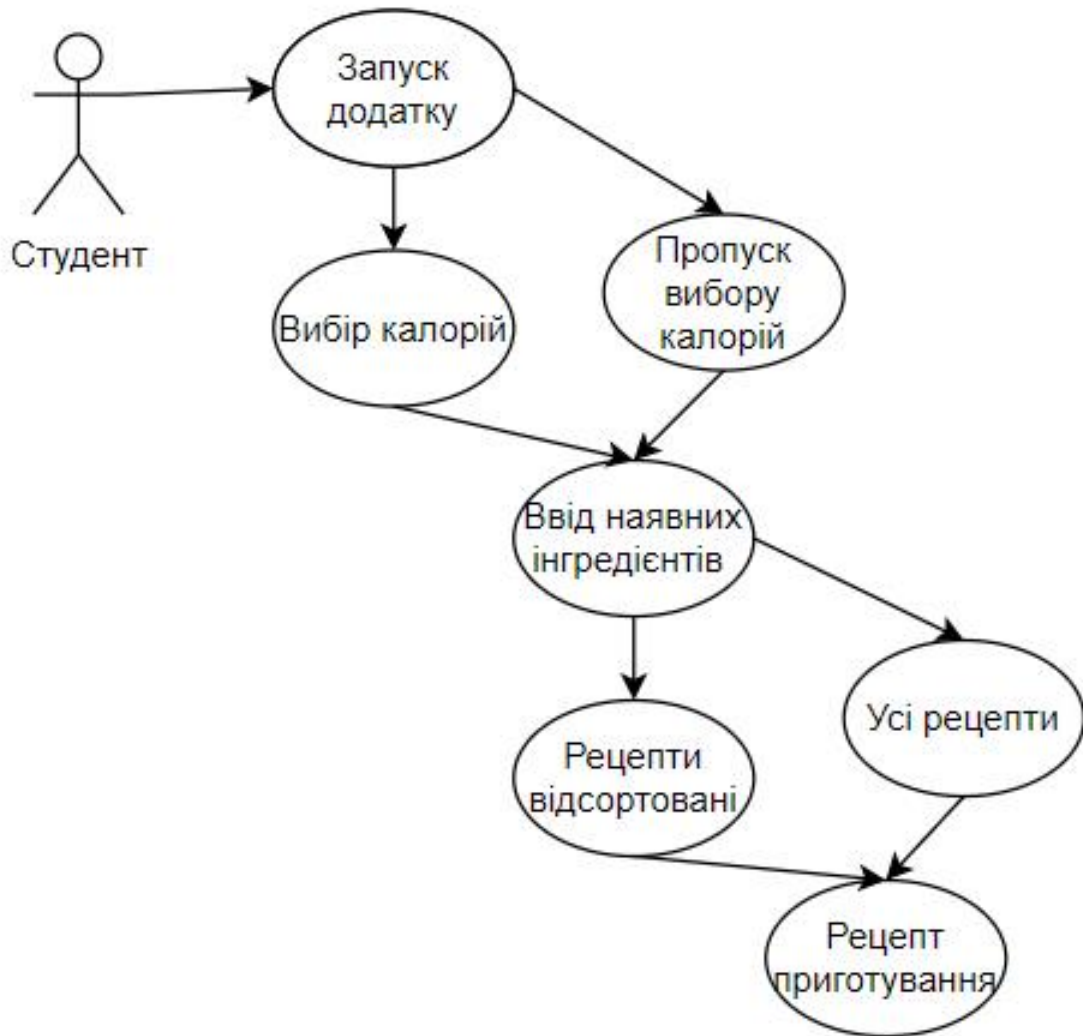 Запуск
додатку
Студент
Вибір калорій
Пропуск
вибору
калорій
Ввід наявних
інгредієнтів
Рецепти
відсортовані
Усі рецепти
Рецепт
приготування